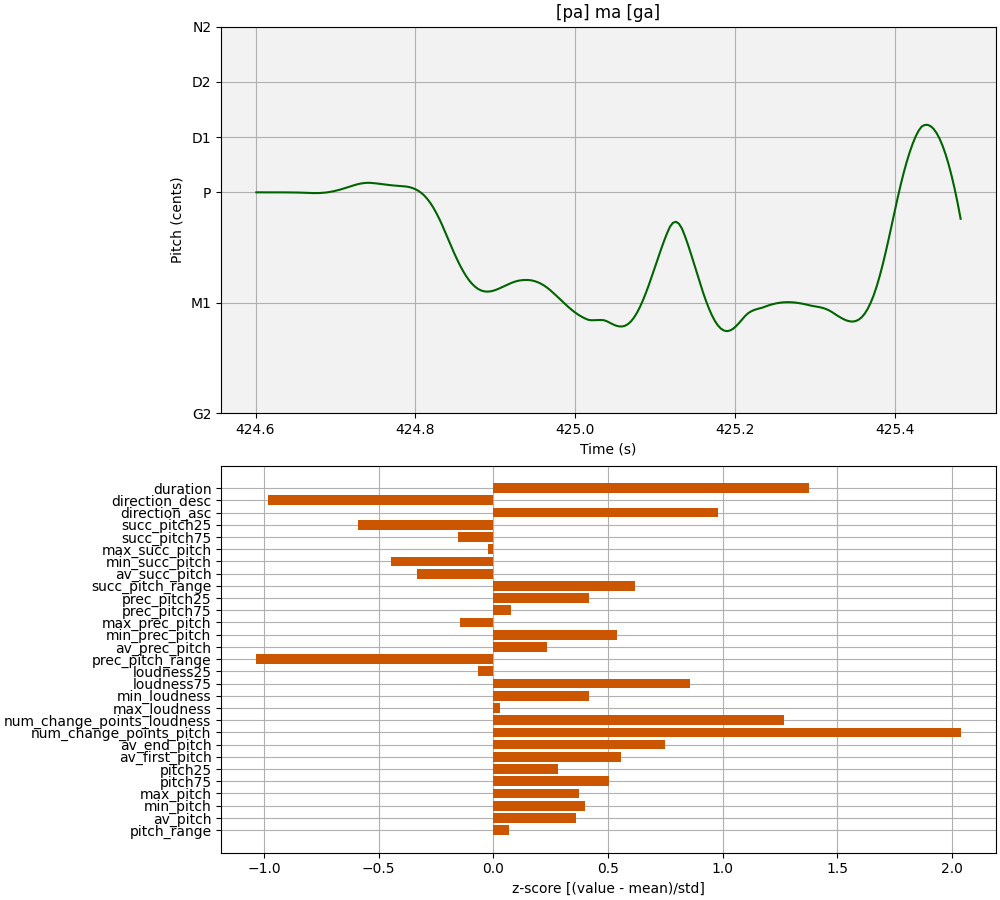 [pa] ma [ga]
N2
D2
D1
P
M1
G2
Pitch (cents)
424.6 424.8 425.0 425.2 425.4
Time (s)
duration
direction_desc
direction_asc
succ_pitch25
succ_pitch75
max_succ_pitch
min_succ_pitch
av_succ_pitch
succ_pitch_range
prec_pitch25
prec_pitch75
max_prec_pitch
min_prec_pitch
av_prec_pitch
prec_pitch_range
loudness25
loudness75
min_loudness
max_loudness
num_change_points_loudness
num_change_points_pitch
av_end_pitch
av_first_pitch
pitch25
pitch75
max_pitch
min_pitch
av_pitch
pitch_range
−1.0 −0.5 0.0 0.5 1.0 1.5 2.0
z-score [(value - mean)/std]